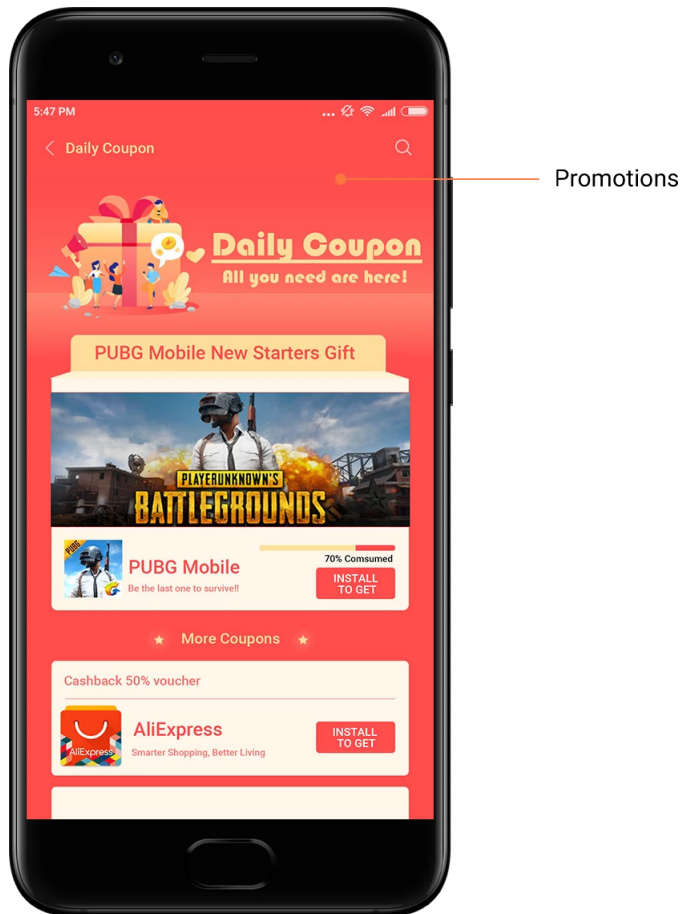 5:47 PM
Daily Coupon
Promotions
Daily Coupon
All you need are here!
PUBG Mobile New Starters Gift
PLAYERUNKNOWN'S
BATTLEGROUNDS
PUBG
70% Comsumed
PUBG Mobile
Be the last one to survive!!
INSTALL
TO GET
More Coupons
Cashback 50% voucher
AliExpress
AliExpress
Smarter Shopping, Better Living
INSTALL
TO GET